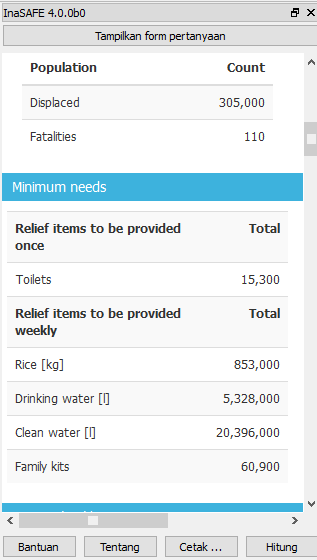 InaSAFE 4.0.0b0
Tampilkan form pertanyaan
Population Count
Displaced 305,000
Fatalities 110
Minimum needs
Relief items to be provided once Total
Toilets 15,300
Relief items to be provided weekly Total
Rice [kg] 853,000
Drinking water [l] 5,328,000
Clean water [l] 20,396,000
Family kits 60,900
Bantuan Tentang Cetak ... Hitung